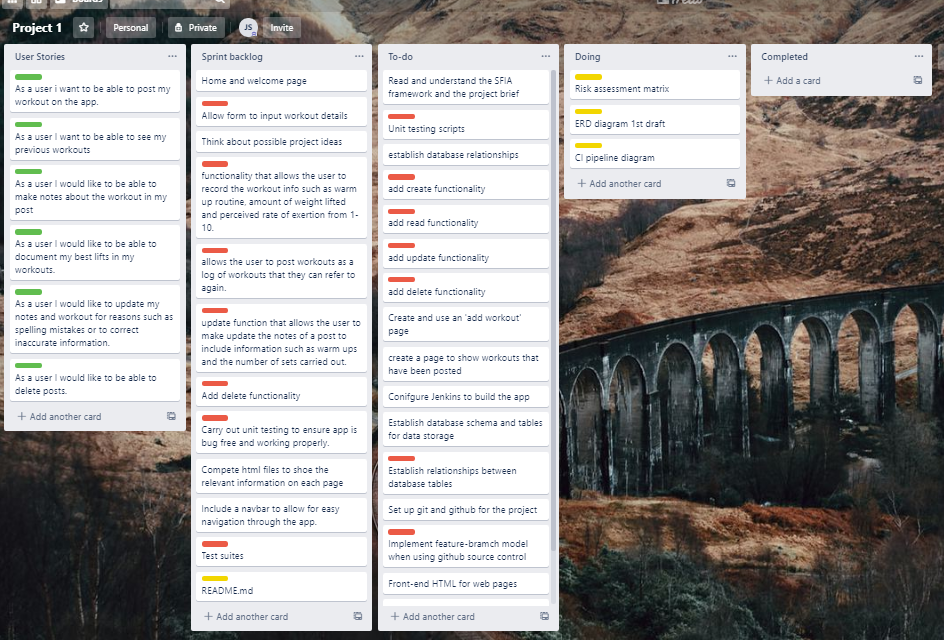 Boards
Project 1
Personal
Private
JS
Invite
User Stories
As a user i want to be able to post my
workout on the app.
As a user I want to be able to see my
previous workouts
As a user I would like to be able to
make notes about the workout in my
post
As a user I would like to be able to
document my best lifts in my
workouts.
As a user I would like to update my
notes and workout for reasons such as
spelling mistakes or to correct
inaccurate information.
As a user I would like to be able to
delete posts.
+ Add another card
Sprint backlog
Home and welcome page
Allow form to input workout details
Think about possible project ideas
functionality that allows the user to
record the workout info such as warm
up routine, amount of weight lifted
and perceived rate of exertion from 1-
10.
allows the user to post workouts as a
log of workouts that they can refer to
again.
update function that allows the user to
make update the notes of a post to
include information such as warm ups
and the number of sets carried out.
Add delete functionality
Carry out unit testing to ensure app is
bug free and working properly.
Compete html files to shoe the
relevant information on each page
Include a navbar to allow for easy
navigation through the app.
Test suites
README.md
+ Add another card
To-do
Read and understand the SFIA
framework and the project brief
Unit testing scripts
establish database relationships
add create functionality
add read functionality
add update functionality
add delete functionality
Create and use an 'add workout'
page
create a page to show workouts that
have been posted
Conifgure Jenkins to build the app
Establish database schema and tables
for data storage
Establish relationships between
database tables
Set up git and github for the project
Implement feature-bramch model
when using github source control
Front-end HTML for web pages
+ Add another card
Doing
Risk assessment matrix
ERD diagram 1st draft
CI pipeline diagram
+ Add another card
Completed
+ Add a card